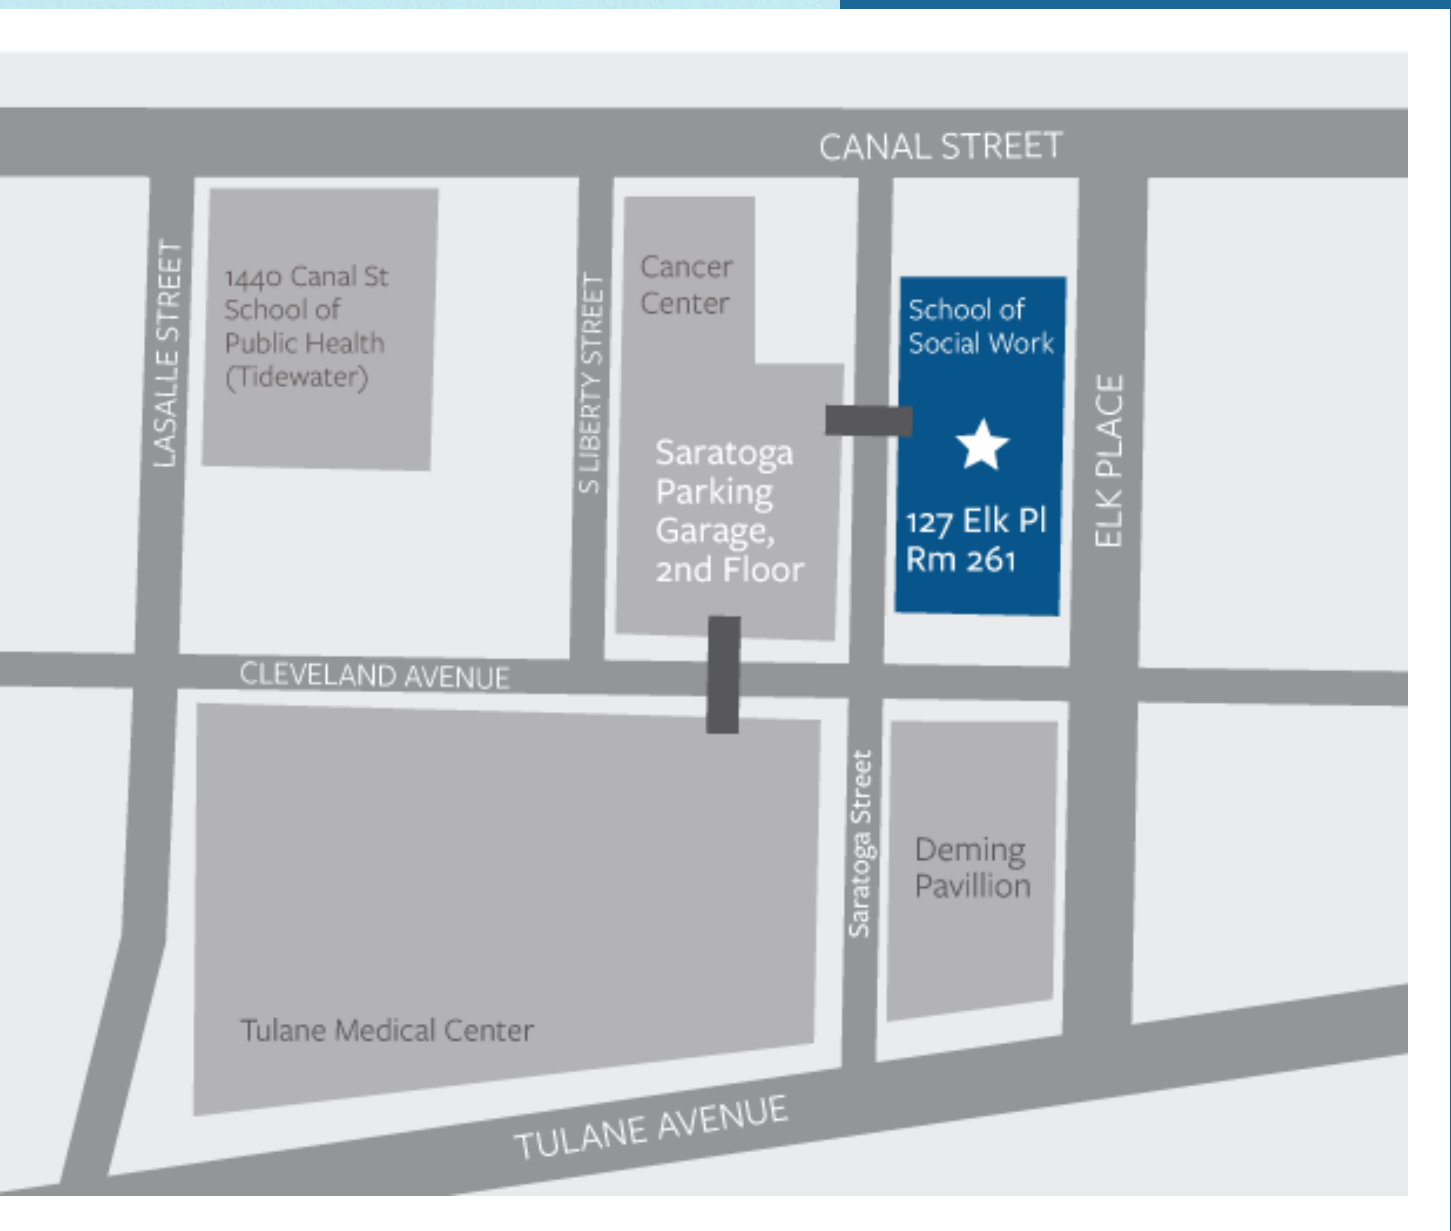 CANAL STREET
LASALLE STREET
1440 Canal St
School of
Public Health
(Tidewater)
S LIBERTY STREET
Cancer
Center
Saratoga
Parking
Garage,
2nd Floor
School of
Social Work
127 Elk Pl
Rm 261
ELK PLACE
CLEVELAND AVENUE
Saratoga Street
Deming
Pavillion
Tulane Medical Center
TULANE AVENUE